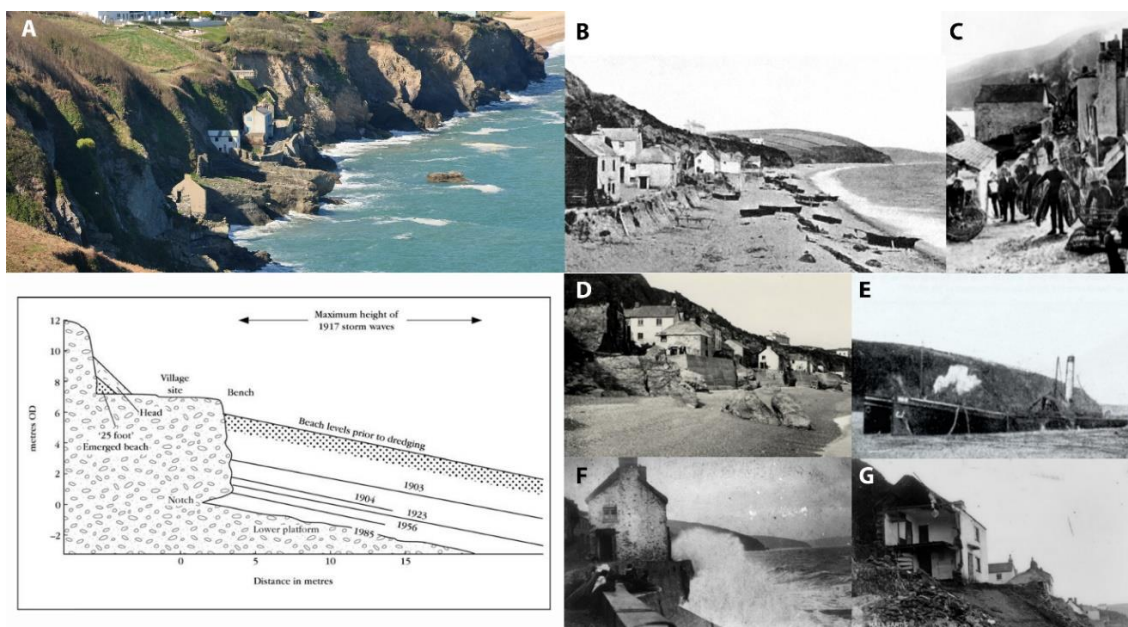 A
B
C
12
10
8
6
4
2
0
-2
metres OD
Maximum height of
1917 storm waves
Village
site
Bench
Head
'25 foot'
Emerged beach
Beach levels prior to dredging
1903
1904
1923
1956
1985
Notch
Lower platform
0
5
10
15
Distance in metres
D
E
F
G